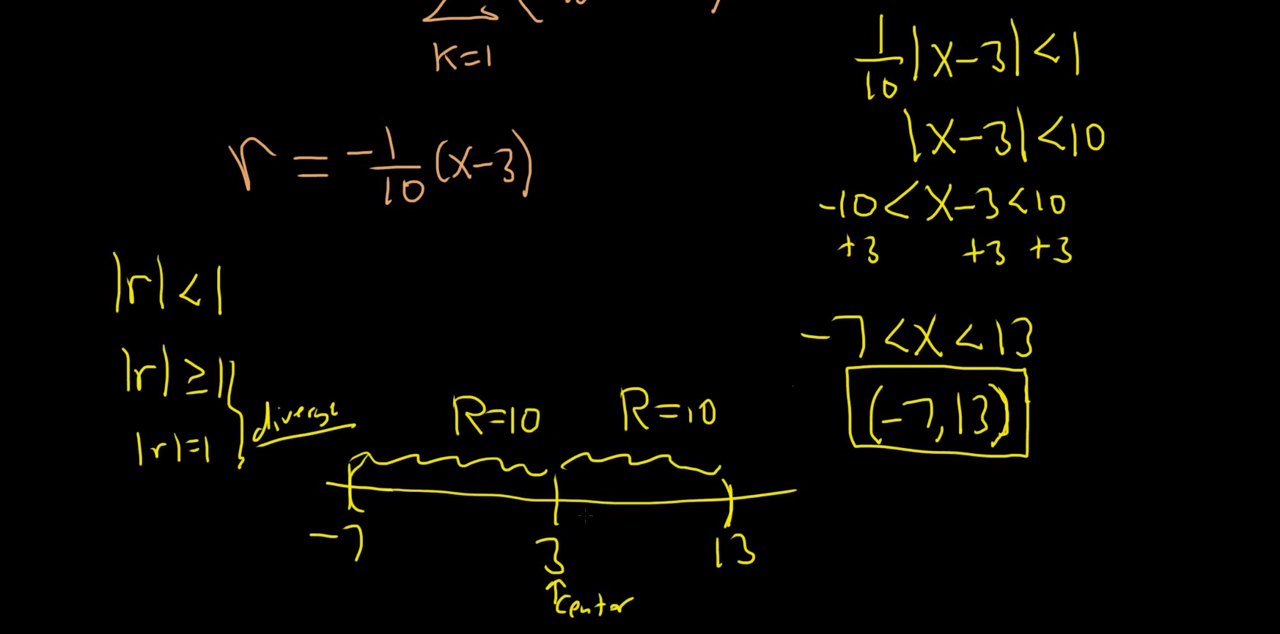 K=1
r = -1/10 (x-3)
|r| < 1
|r| ≥ 1
|r| = 1
diverge
R=10
R=10
-7
3
13
center
1/10 |x-3| < 1
|x-3| < 10
-10 < x-3 < 10
+3 +3 +3
-7 < x < 13
(-7, 13)